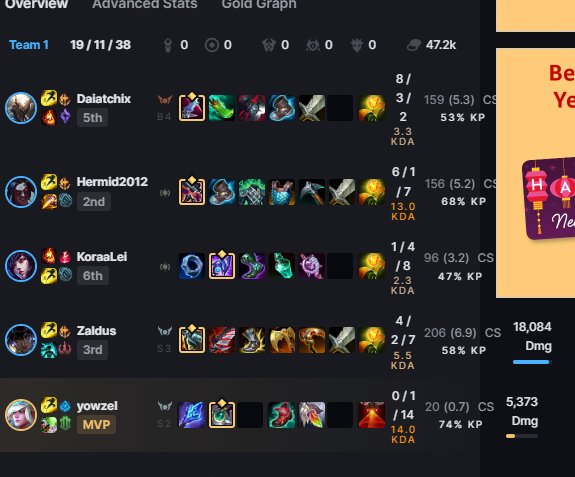 Overview Advanced Stats Gold Graph
Team 1 19 / 11 / 38 0 0 0 0 0 47.2k
Be
Ye
Daiatchix
5th
B4
8 /
3 /
2
3.3
KDA
159 (5.3) CS
53% KP
Hermid2012
2nd
6 / 1
/ 7
13.0
KDA
156 (5.2) CS
68% KP
H A
Ne
KoraaLei
6th
1 / 4
/ 8
2.3
KDA
96 (3.2) CS
47% KP
Zaldus
3rd
S3
4 /
2 / 7
5.5
KDA
206 (6.9) CS
58% KP
18,084
Dmg
yowzel
MVP
S2
0 / 1
/ 14
14.0
KDA
20 (0.7) CS
74% KP
5,373
Dmg